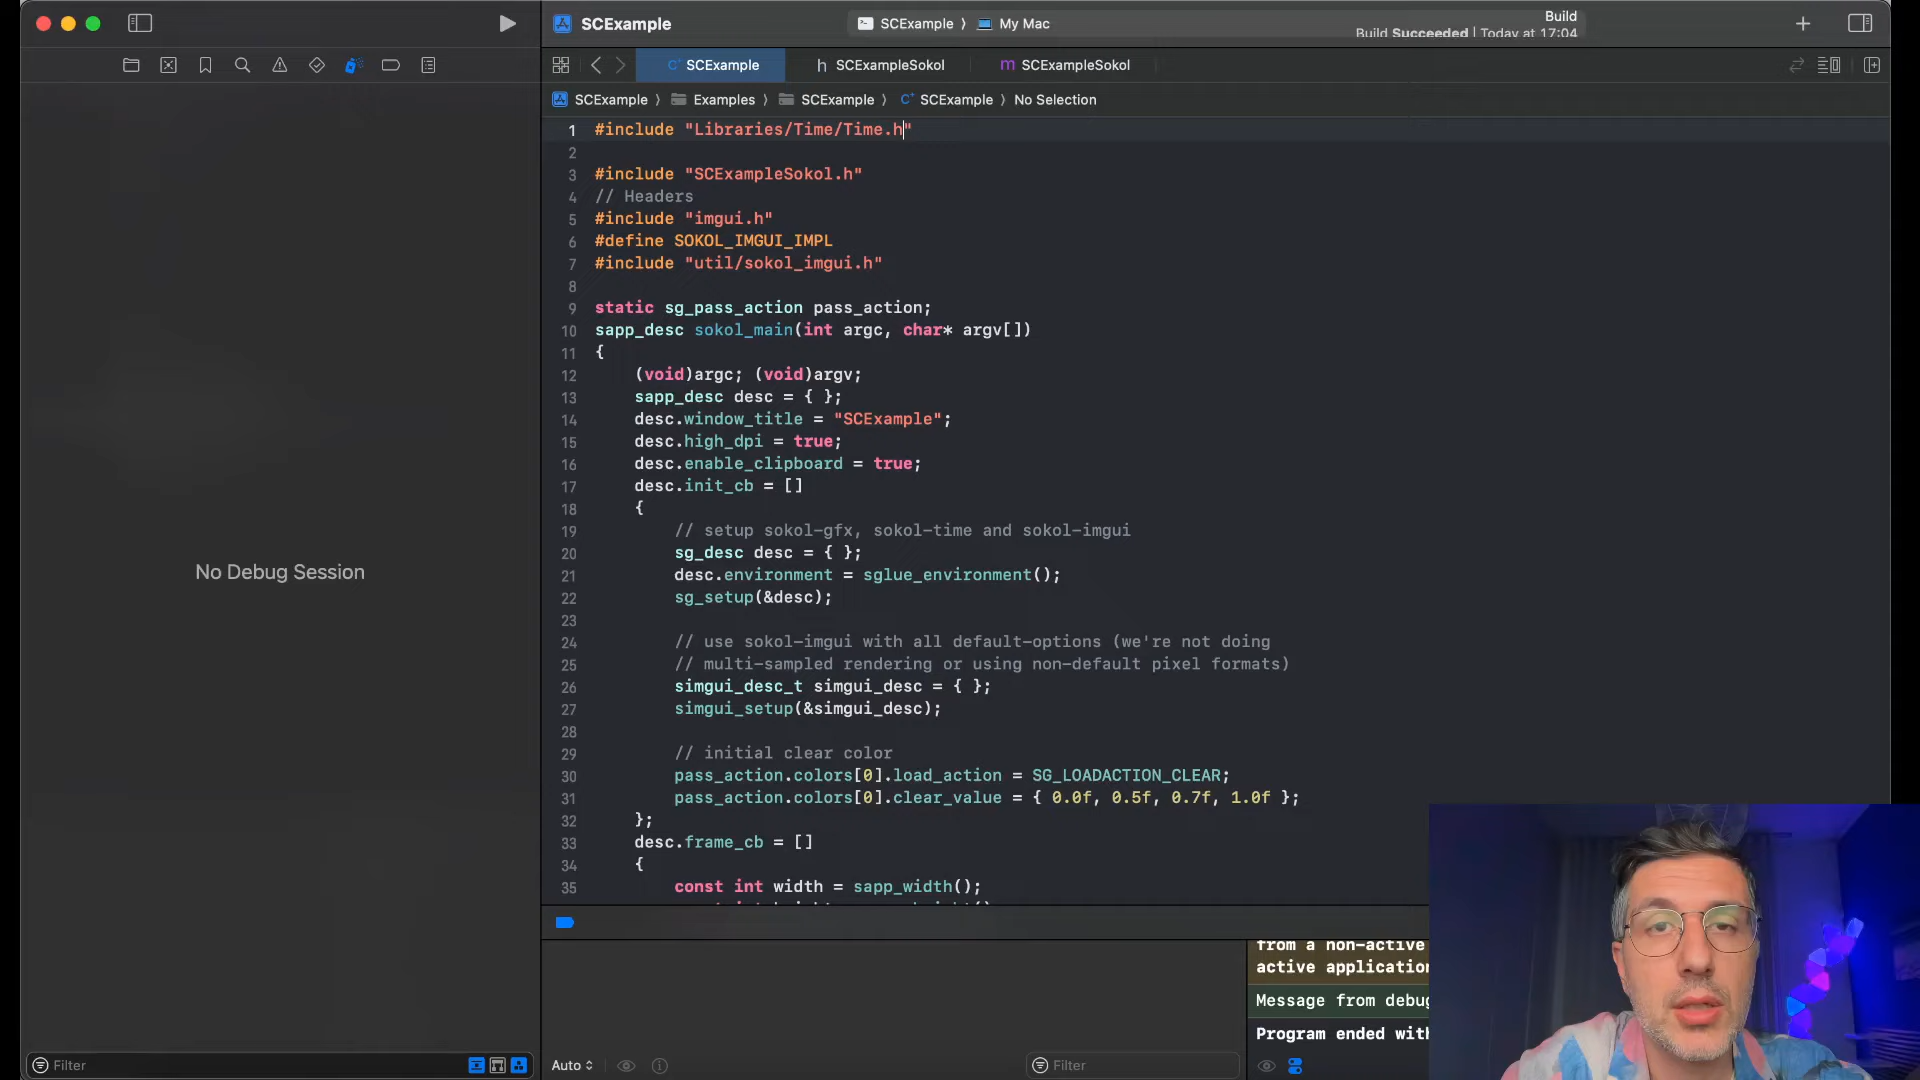 SCExample
SCExample 〉 My Mac
Build
Build Succeeded | Today at 17:04
SCExample
h SCExampleSokol
m SCExampleSokol
SCExample 〉 Examples 〉 SCExample 〉 SCExample 〉 No Selection
1 #include "Libraries/Time/Time.h"
2
3 #include "SCExampleSokol.h"
4 // Headers
5 #include "imgui.h"
6 #define SOKOL_IMGUI_IMPL
7 #include "util/sokol_imgui.h"
8
9 static sg_pass_action pass_action;
10 sapp_desc sokol_main(int argc, char* argv[])
11 {
12 (void)argc; (void)argv;
13 sapp_desc desc = { };
14 desc.window_title = "SCExample";
15 desc.high_dpi = true;
16 desc.enable_clipboard = true;
17 desc.init_cb = []
18 {
19 // setup sokol-gfx, sokol-time and sokol-imgui
20 sg_desc desc = { };
21 desc.environment = sglue_environment();
22 sg_setup(&desc);
23
24 // use sokol-imgui with all default-options (we're not doing
25 // multi-sampled rendering or using non-default pixel formats)
26 simgui_desc_t simgui_desc = { };
27 simgui_setup(&simgui_desc);
28
29 // initial clear color
30 pass_action.colors[0].load_action = SG_LOADACTION_CLEAR;
31 pass_action.colors[0].clear_value = { 0.0f, 0.5f, 0.7f, 1.0f };
32 };
33 desc.frame_cb = []
34 {
35 const int width = sapp_width();
No Debug Session
from a non-active
active application
Message from debug
Program ended with
Filter
Auto
Filter